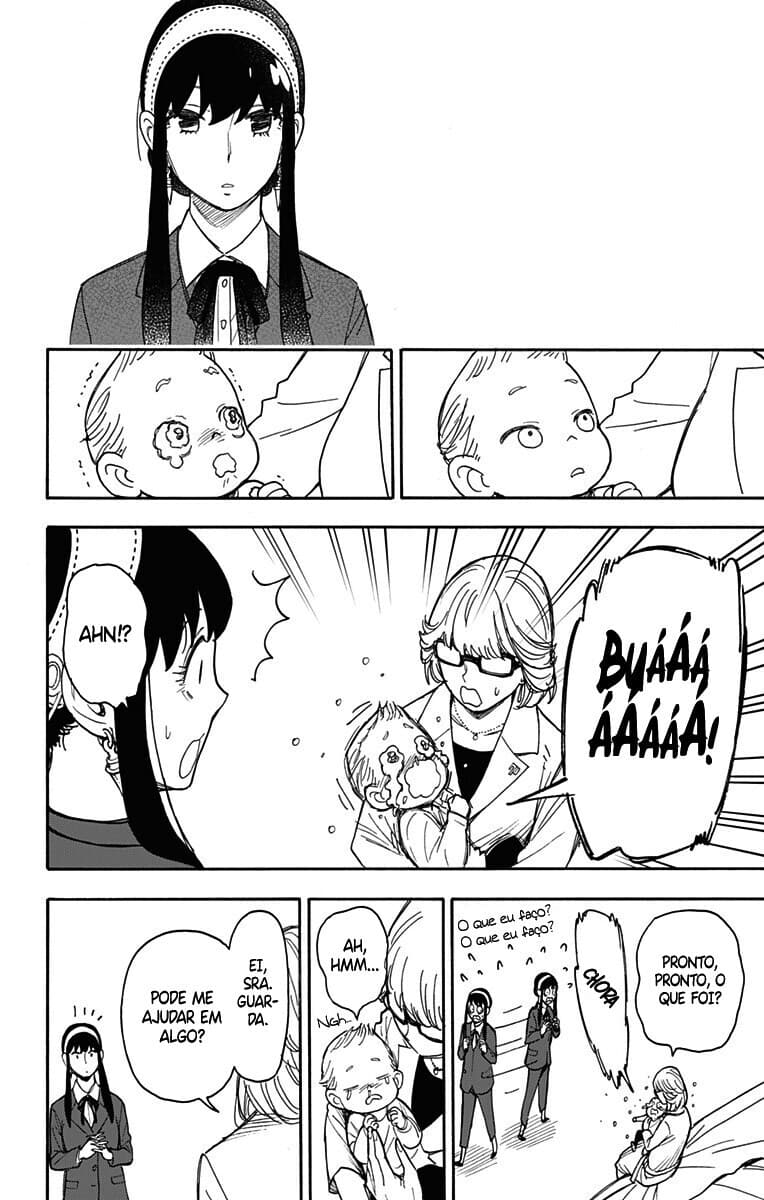 BUÁÁÁ
ÁÁÁÁÁ!
AHN!?
PRONTO,
PRONTO, O
QUE FOI?
CHORA
O que eu faço?
O que eu faço?
AH,
HMM...
Ngh..
EI,
SRA.
GUAR-
DA.
PODE ME
AJUDAR EM
ALGO?